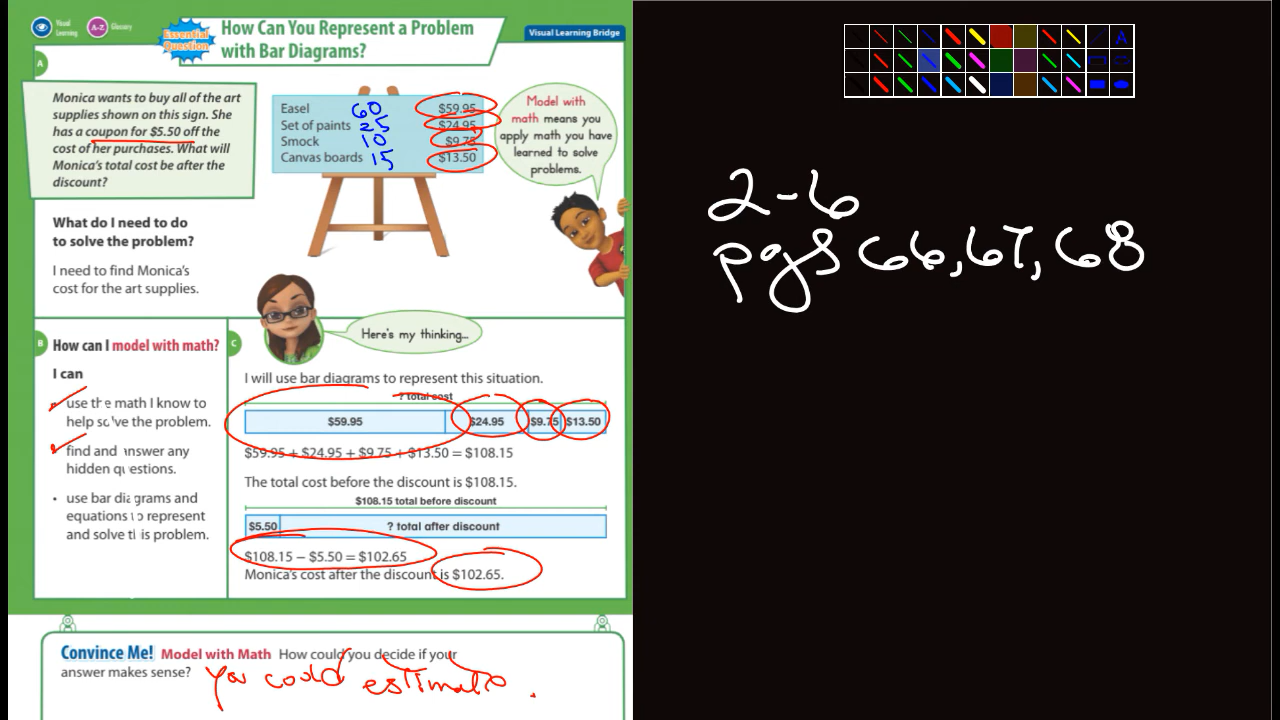 Visual Learning
A-Z Glossary
Essential Question
How Can You Represent a Problem
with Bar Diagrams?
Visual Learning Bridge
A
Monica wants to buy all of the art
supplies shown on this sign. She
has a coupon for $5.50 off the
cost of her purchases. What will
Monica's total cost be after the
discount?
Easel 60 $59.95
Set of paints 25 $24.95
Smock 10 $9.75
Canvas boards 15 $13.50
Model with
math means you
apply math you have
learned to solve
problems.
What do I need to do
to solve the problem?
I need to find Monica's
cost for the art supplies.
B
How can I model with math?
I can
use the math I know to
help solve the problem.
find and answer any
hidden questions.
• use bar diagrams and
equations to represent
and solve this problem.
C
Here's my thinking...
I will use bar diagrams to represent this situation.
? total cost
$59.95 $24.95 $9.75 $13.50
$59.95 + $24.95 + $9.75 + $13.50 = $108.15
The total cost before the discount is $108.15.
$108.15 total before discount
$5.50 ? total after discount
$108.15 − $5.50 = $102.65
Monica's cost after the discount is $102.65.
Convince Me! Model with Math How could you decide if your
answer makes sense?
You could estimate.
A
2-6
pgs 66, 67, 68